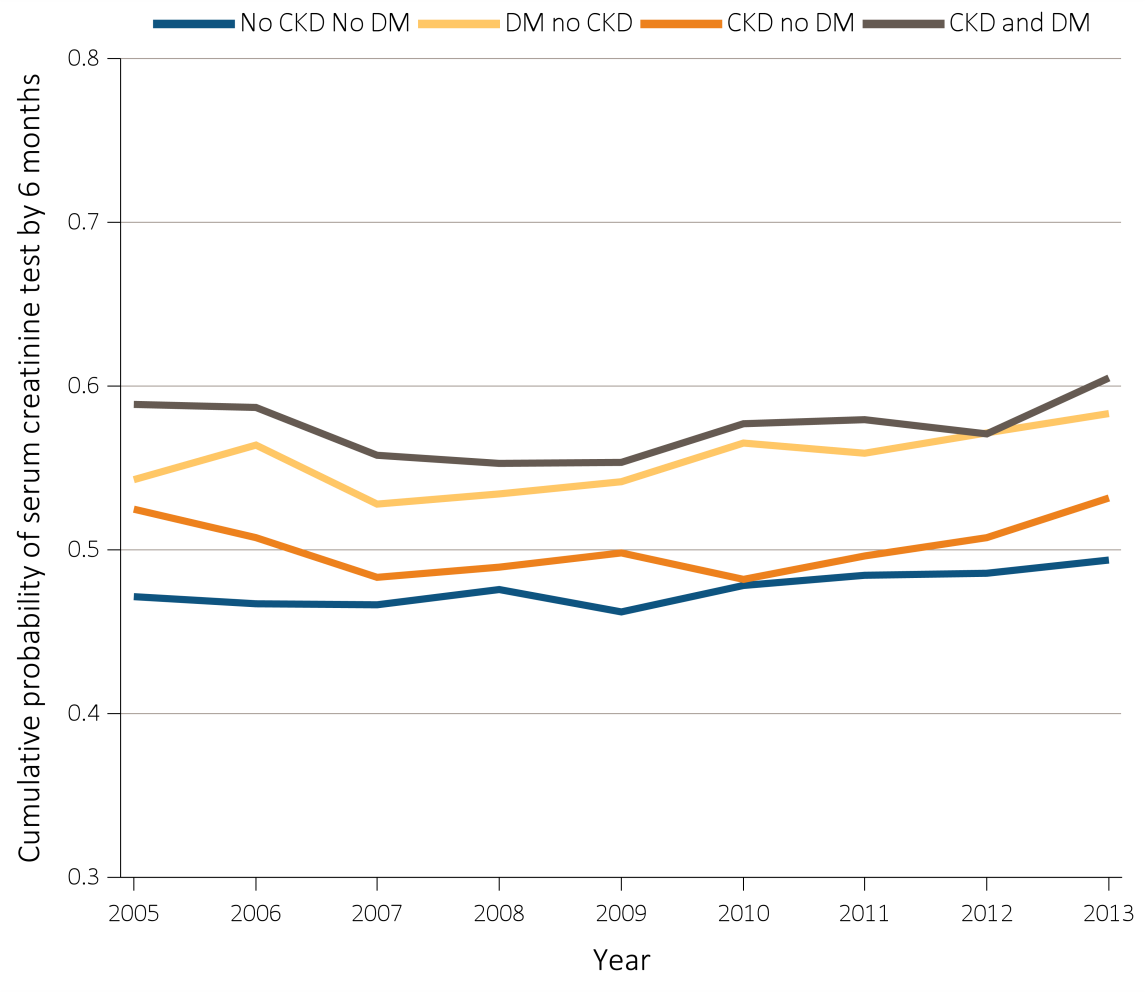 No CKD No DM DM no CKD CKD no DM CKD and DM
Cumulative probability of serum creatinine test by 6 months
0.8
0.7
0.6
0.5
0.4
0.3
2005 2006 2007 2008 2009 2010 2011 2012 2013
Year